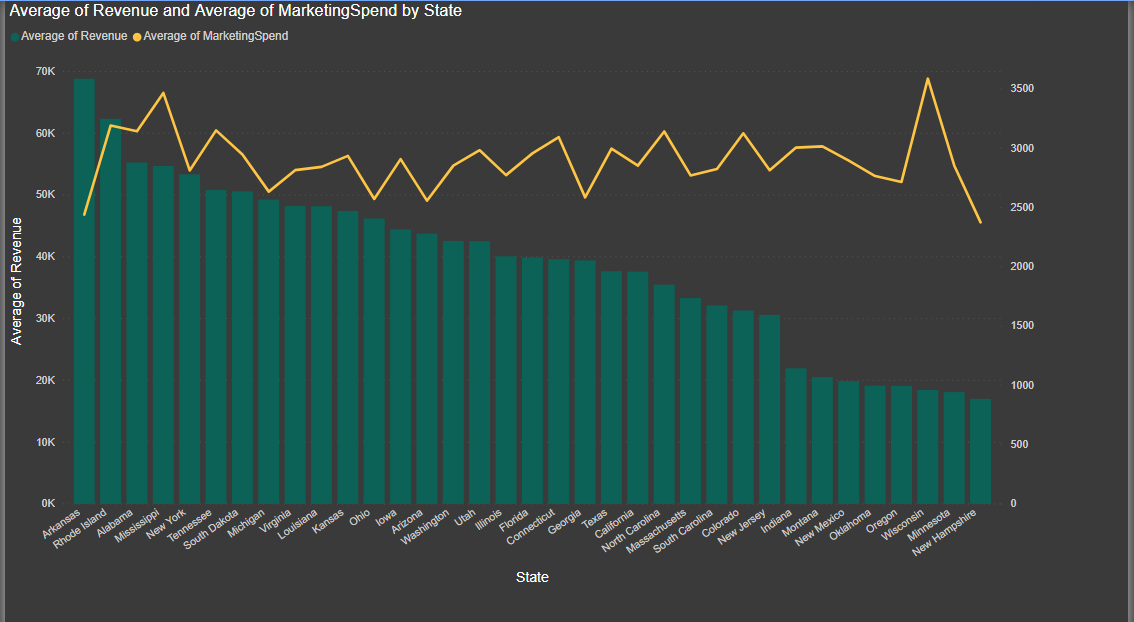 Average of Revenue and Average of MarketingSpend by State
Average of Revenue Average of MarketingSpend
70K
60K
50K
40K
30K
20K
10K
0K
Average of Revenue
3500
3000
2500
2000
1500
1000
500
0
Arkansas
Rhode Island
Alabama
Mississippi
New York
Tennessee
South Dakota
Michigan
Virginia
Louisiana
Kansas
Ohio
Iowa
Arizona
Washington
Utah
Illinois
Florida
Connecticut
Georgia
Texas
California
North Carolina
Massachusetts
South Carolina
Colorado
New Jersey
Indiana
Montana
New Mexico
Oklahoma
Oregon
Wisconsin
Minnesota
New Hampshire
State